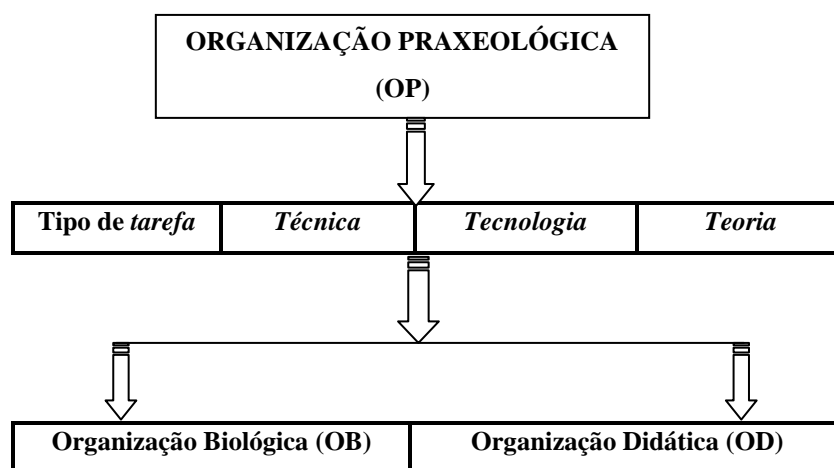 ORGANIZAÇÃO PRAXEOLÓGICA
(OP)
Tipo de tarefa Técnica Tecnologia Teoria
Organização Biológica (OB) Organização Didática (OD)